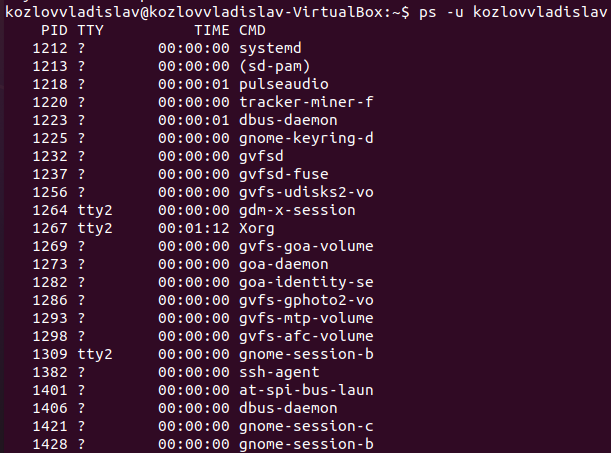 kozlovvladislav@kozlovvladislav-VirtualBox:~$ ps -u kozlovvladislav
PID TTY TIME CMD
1212 ? 00:00:00 systemd
1213 ? 00:00:00 (sd-pam)
1218 ? 00:00:01 pulseaudio
1220 ? 00:00:00 tracker-miner-f
1223 ? 00:00:01 dbus-daemon
1225 ? 00:00:00 gnome-keyring-d
1232 ? 00:00:00 gvfsd
1237 ? 00:00:00 gvfsd-fuse
1256 ? 00:00:00 gvfs-udisks2-vo
1264 tty2 00:00:00 gdm-x-session
1267 tty2 00:01:12 Xorg
1269 ? 00:00:00 gvfs-goa-volume
1273 ? 00:00:00 goa-daemon
1282 ? 00:00:00 goa-identity-se
1286 ? 00:00:00 gvfs-gphoto2-vo
1293 ? 00:00:00 gvfs-mtp-volume
1298 ? 00:00:00 gvfs-afc-volume
1309 tty2 00:00:00 gnome-session-b
1382 ? 00:00:00 ssh-agent
1401 ? 00:00:00 at-spi-bus-laun
1406 ? 00:00:00 dbus-daemon
1421 ? 00:00:00 gnome-session-c
1428 ? 00:00:00 gnome-session-b